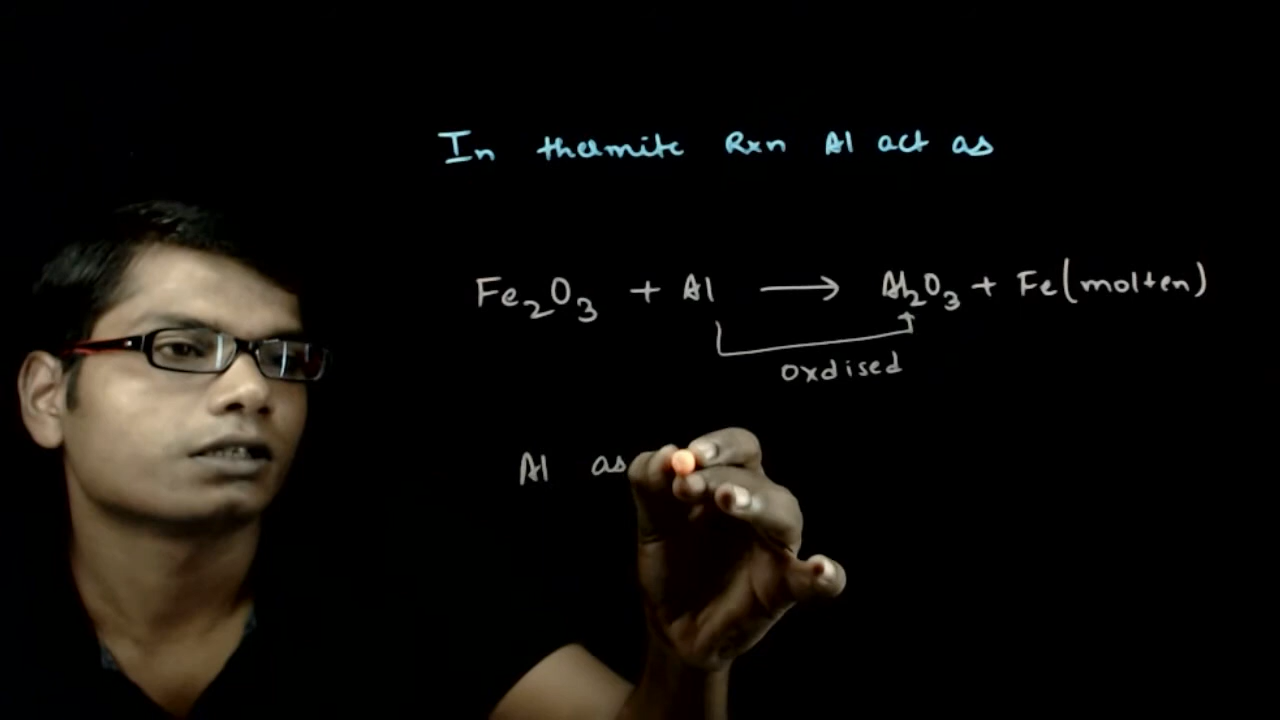 In thermite Rxn Al act as
Fe₂O₃ + Al ⟶ Al₂O₃ + Fe(molten)
oxdised
Al as